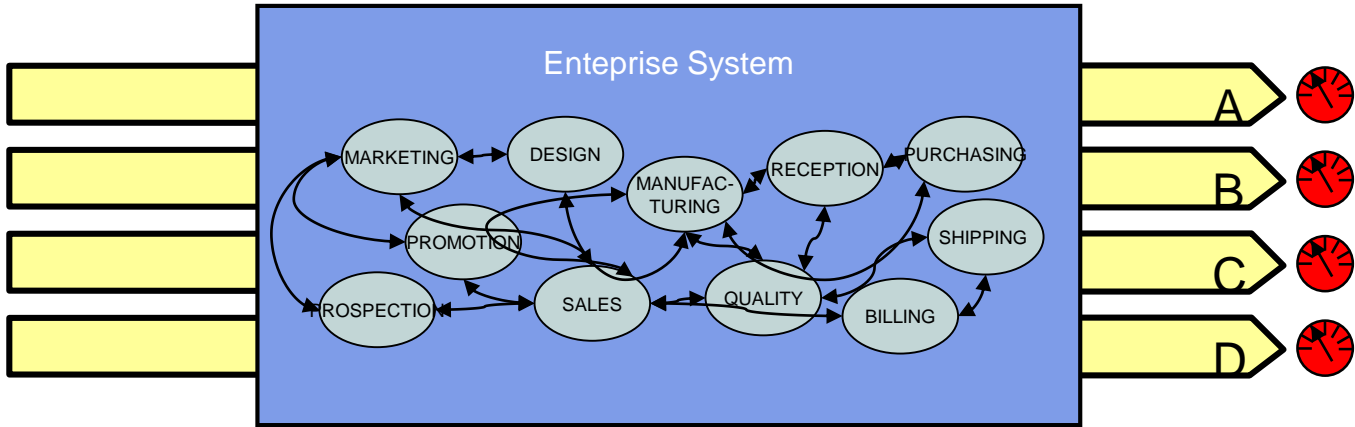 Enteprise System
A
MARKETING
DESIGN
RECEPTION
PURCHASING
MANUFAC-
TURING
B
PROMOTION
SHIPPING
C
PROSPECTION
SALES
QUALITY
BILLING
D